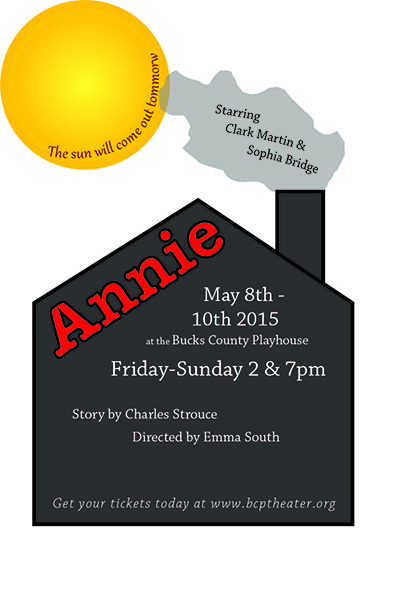 The sun will come out tommorw
Starring
Clark Martin &
Sophia Bridge
Annie
May 8th -
10th 2015
at the Bucks County Playhouse
Friday-Sunday 2 & 7pm
Story by Charles Strouce
Directed by Emma South
Get your tickets today at www.bcptheater.org